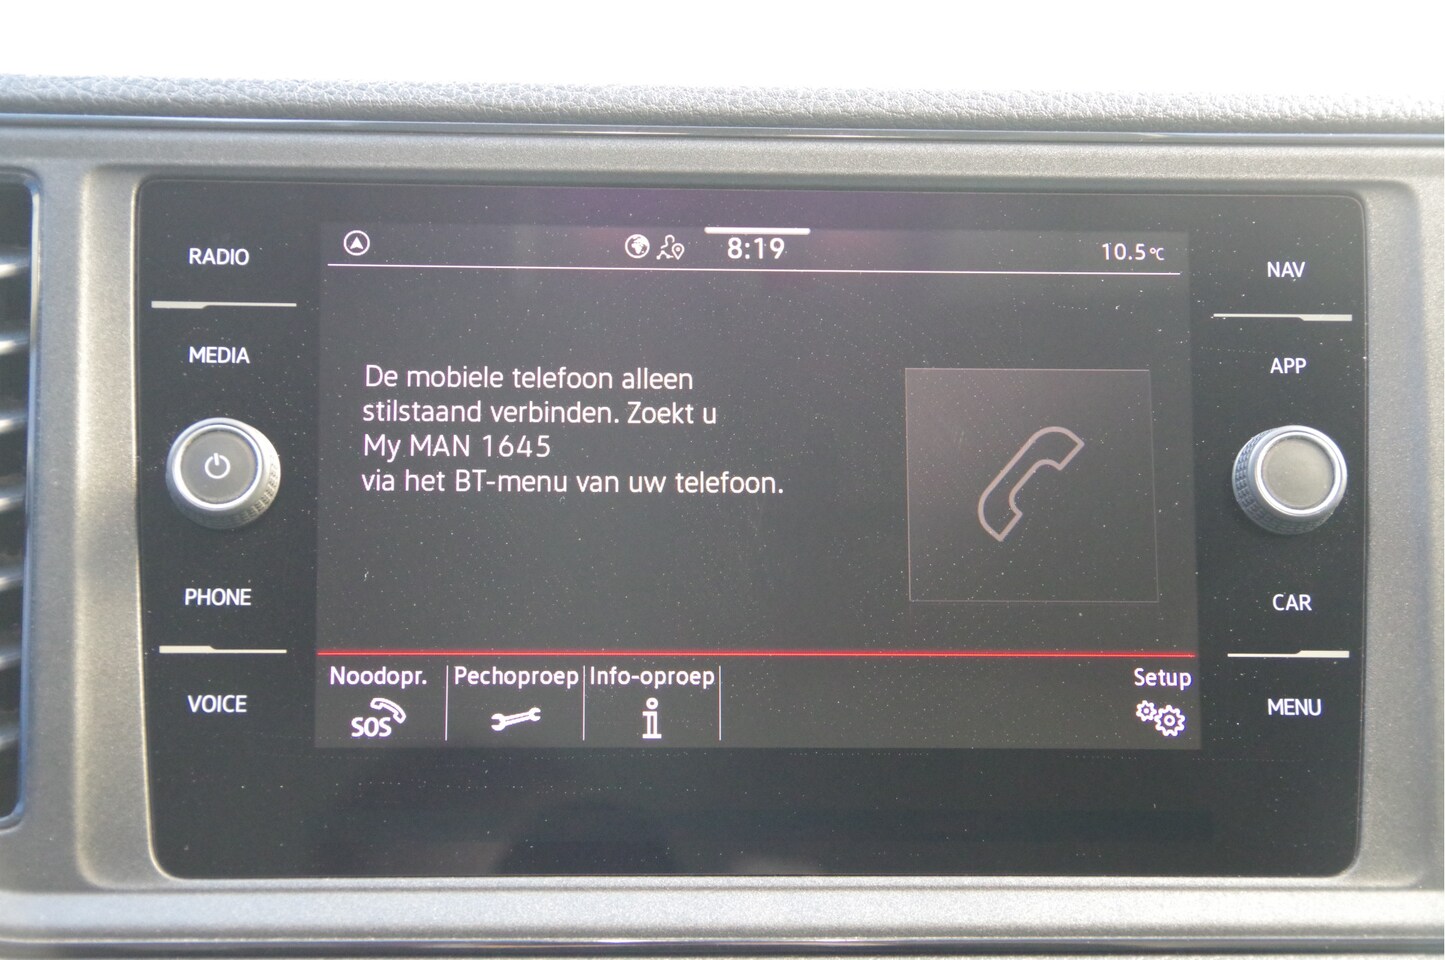 RADIO
MEDIA
PHONE
VOICE
8:19
10.5°C
De mobiele telefoon alleen
stilstaand verbinden. Zoekt u
My MAN 1645
via het BT-menu van uw telefoon.
Noodopr.
SOS
Pechoproep
Info-oproep
i
Setup
NAV
APP
CAR
MENU